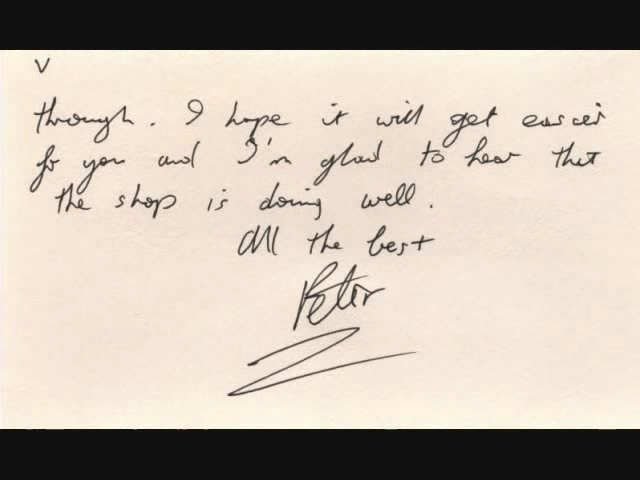 v
through. I hope it will get easier
for you and I'm glad to hear that
the shop is doing well.
All the best
Peter